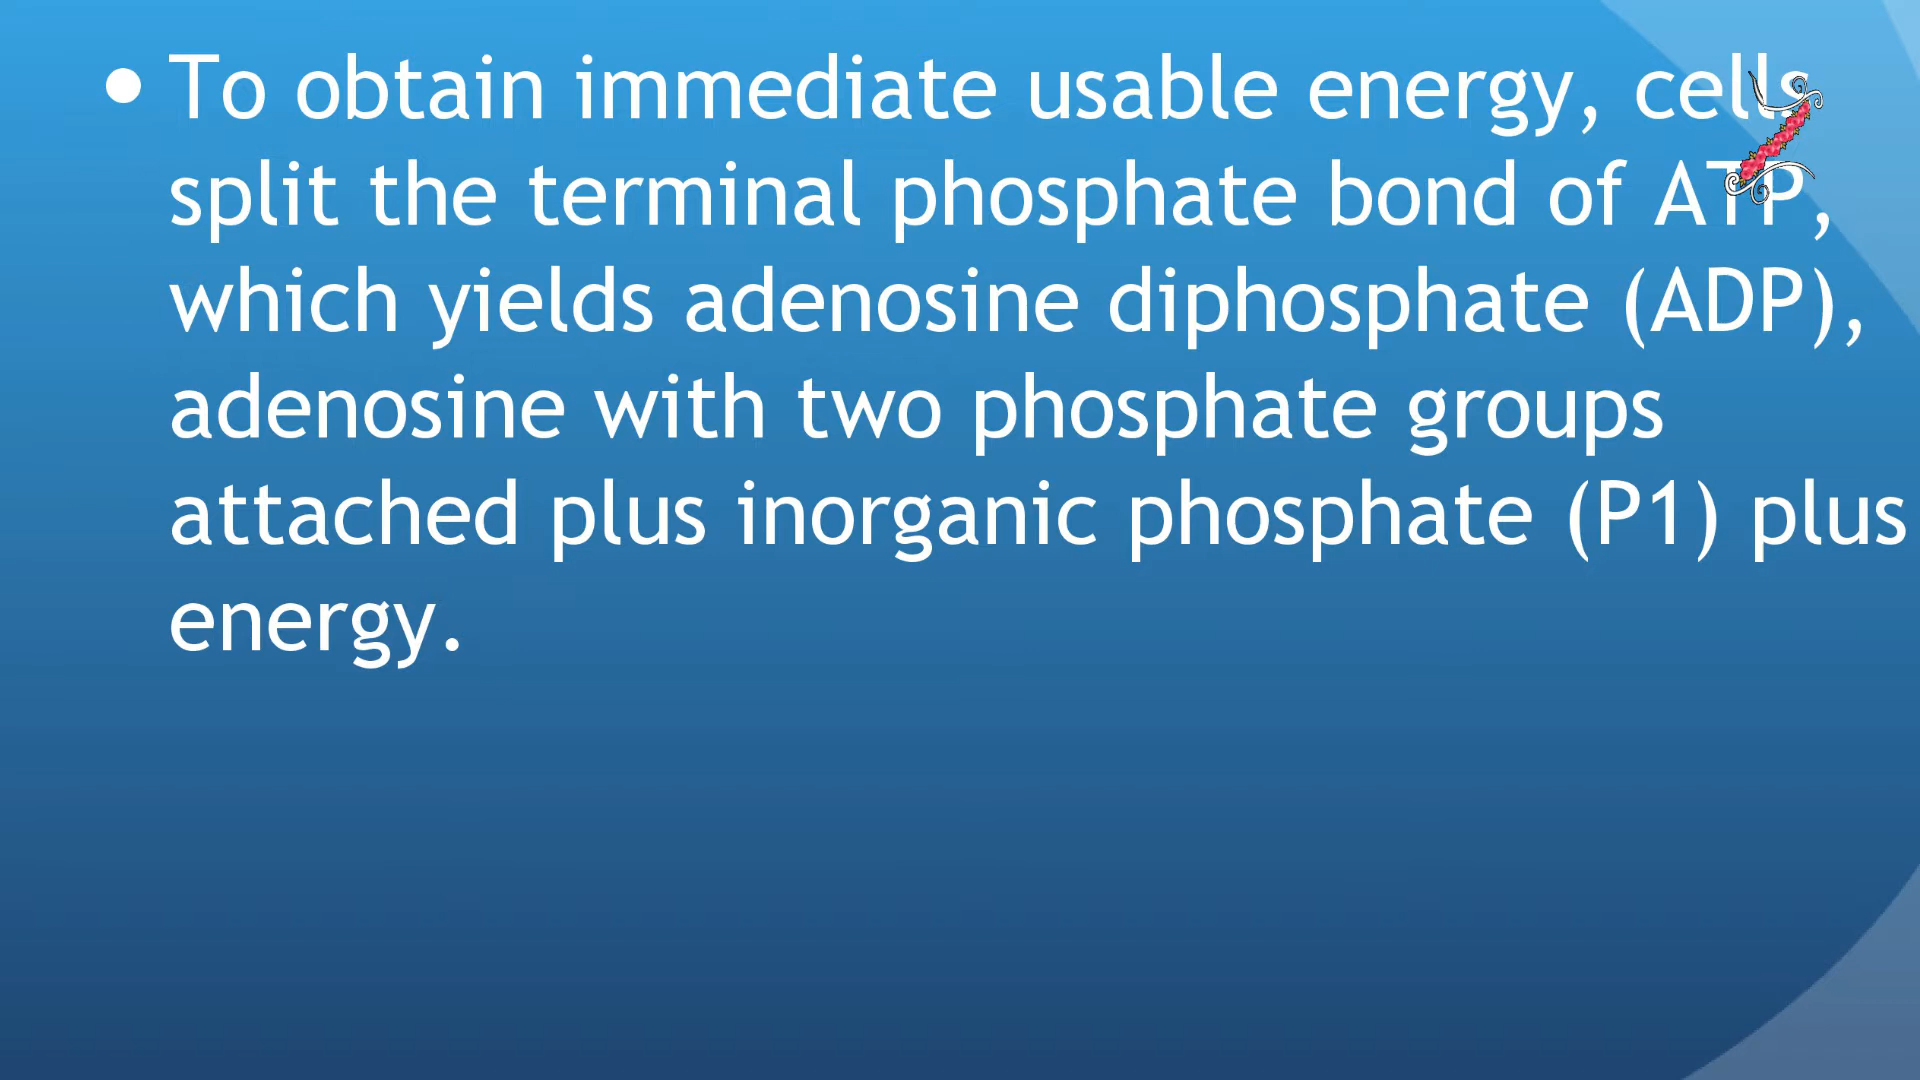 • To obtain immediate usable energy, cells
split the terminal phosphate bond of ATP,
which yields adenosine diphosphate (ADP),
adenosine with two phosphate groups
attached plus inorganic phosphate (P1) plus
energy.